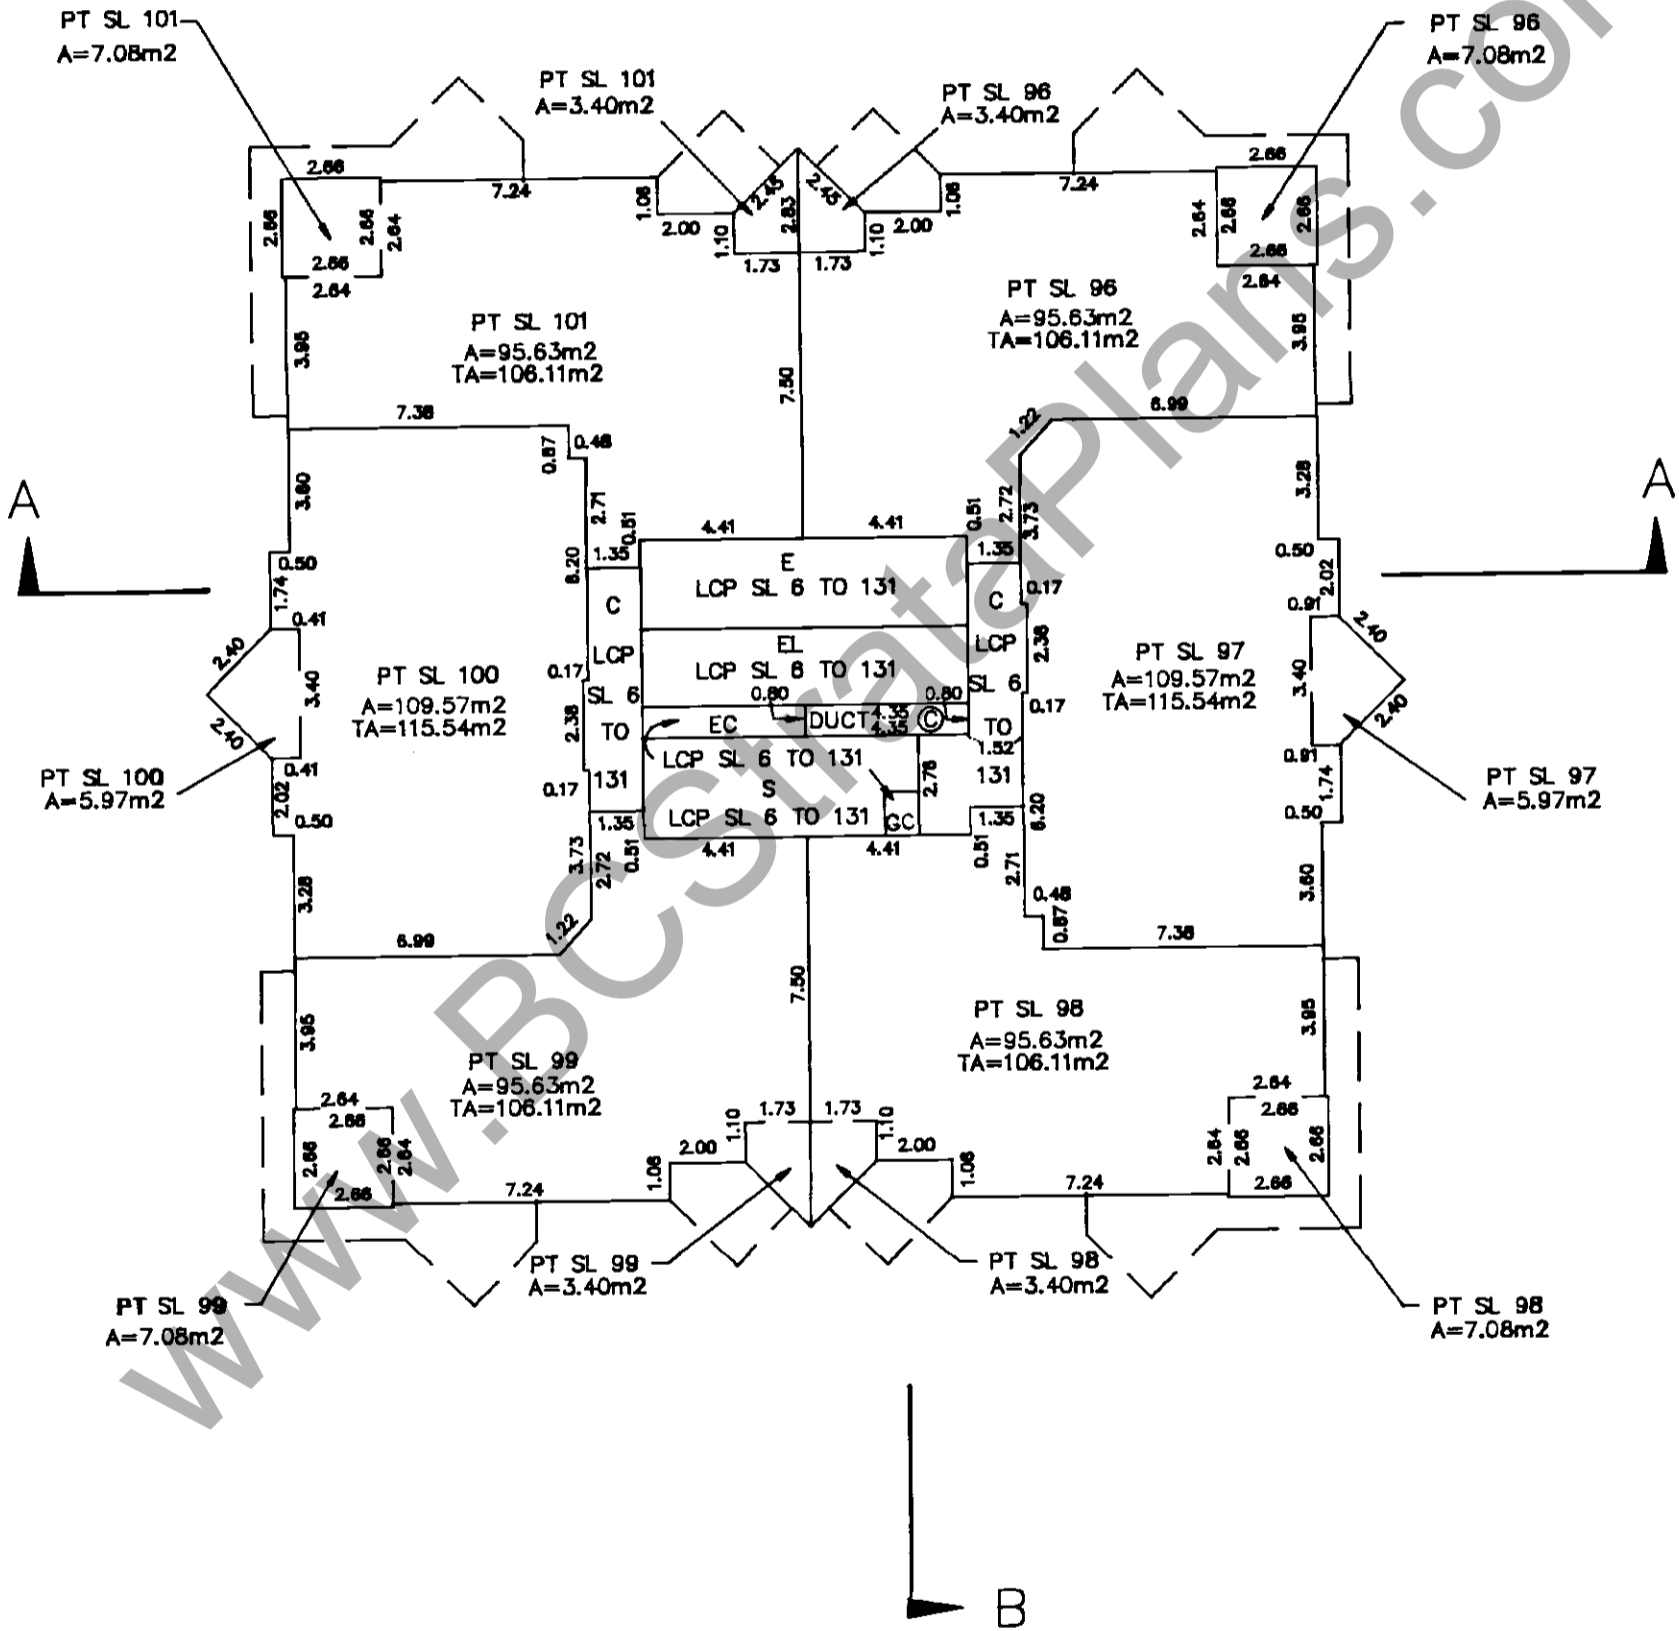 PT SL 101
A=7.08m2
PT SL 101
A=3.40m2
PT SL 96
A=3.40m2
PT SL 96
A=7.08m2
2.66
7.24
2.66
2.66
2.64
2.66
2.64
1.06
2.00
1.10
2.45
2.83
2.45
1.73
1.73
1.10
2.00
1.06
7.24
2.66
2.64
2.66
2.66
2.66
2.64
PT SL 101
A=95.63m2
TA=106.11m2
PT SL 96
A=95.63m2
TA=106.11m2
3.95
7.50
3.95
7.38
0.87
0.46
1.22
6.99
A
3.60
2.71
0.51
4.41
4.41
0.51
2.72
3.73
3.28
A
0.50
6.20
1.35
E
LCP SL 6 TO 131
1.35
0.50
1.74
C
C
0.17
2.02
0.41
0.91
2.40
LCP
EL
LCP SL 6 TO 131
LCP
2.38
2.40
3.40
PT SL 100
A=109.57m2
TA=115.54m2
0.17
SL 6
SL 6
PT SL 97
A=109.57m2
TA=115.54m2
3.40
0.80
0.80
0.17
2.40
2.38
TO
EC
DUCT
4.35
4.35
©
TO
2.40
1.52
0.41
LCP SL 6 TO 131
0.91
PT SL 100
A=5.97m2
2.02
0.17
131
S
2.76
131
1.74
PT SL 97
A=5.97m2
0.50
1.35
LCP SL 6 TO 131
GC
1.35
6.20
0.50
3.73
2.72
0.51
4.41
4.41
0.51
2.71
3.28
0.46
0.87
3.60
6.99
1.22
7.38
3.95
7.50
3.95
PT SL 99
A=95.63m2
TA=106.11m2
PT SL 98
A=95.63m2
TA=106.11m2
2.64
2.66
2.66
2.66
2.64
2.66
1.06
2.00
1.10
1.73
1.73
1.10
2.00
1.06
7.24
7.24
2.64
2.66
2.64
2.66
2.66
2.66
PT SL 99
A=3.40m2
PT SL 98
A=3.40m2
PT SL 99
A=7.08m2
PT SL 98
A=7.08m2
B
www.BCStrataPlans.com